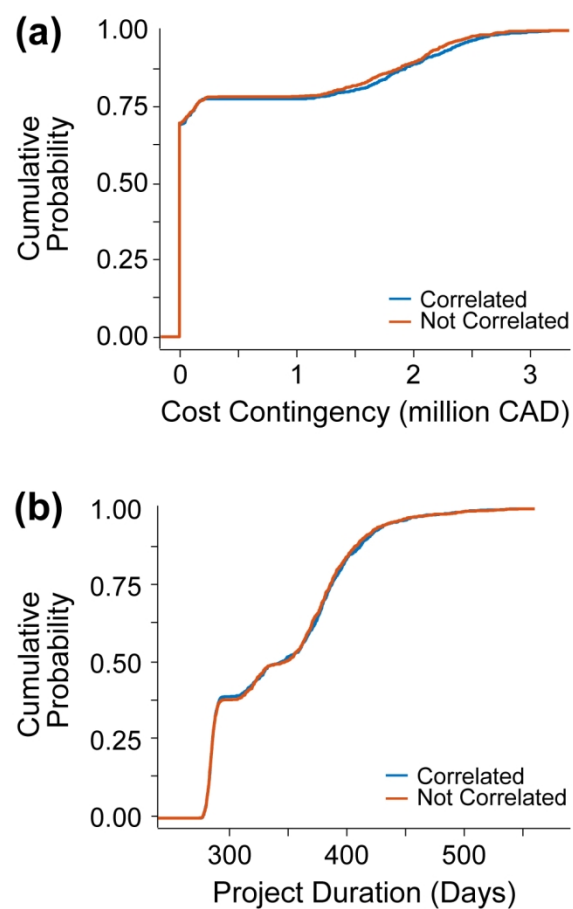 (a)
1.00
0.75
0.50
0.25
0.00
Cumulative
Probability
Correlated
Not Correlated
0 1 2 3
Cost Contingency (million CAD)
(b)
1.00
0.75
0.50
0.25
0.00
Cumulative
Probability
Correlated
Not Correlated
300 400 500
Project Duration (Days)